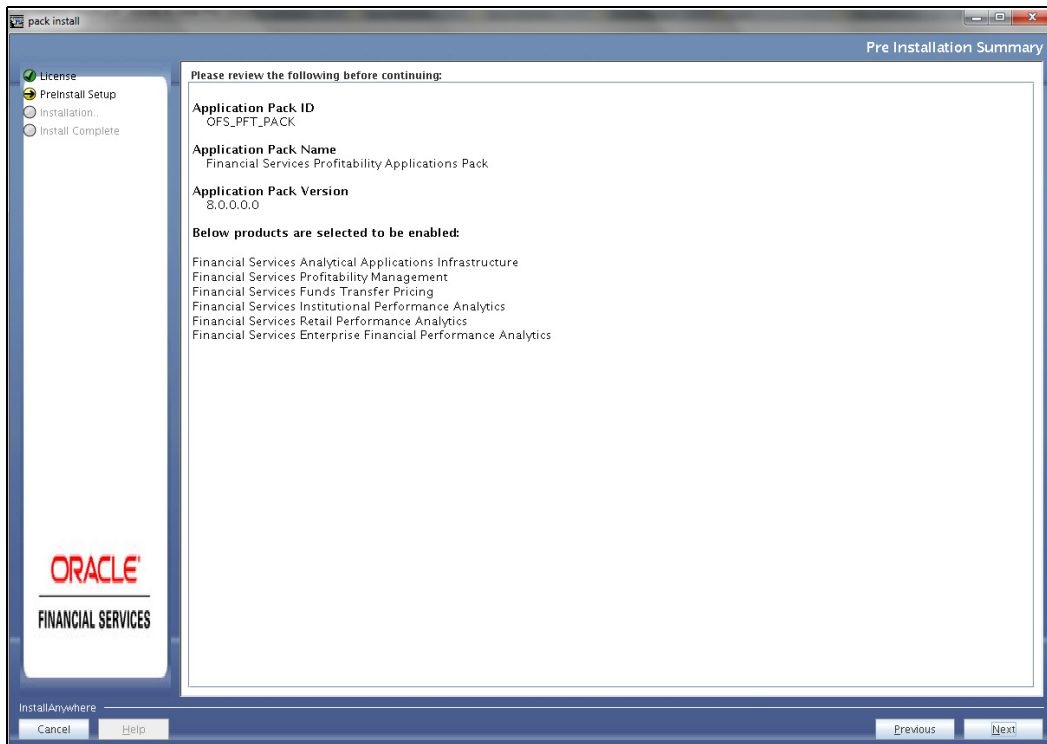 pack install
Pre Installation Summary
License
PreInstall Setup
Installation..
Install Complete
Please review the following before continuing:
Application Pack ID
OFS_PFT_PACK
Application Pack Name
Financial Services Profitability Applications Pack
Application Pack Version
8.0.0.0.0
Below products are selected to be enabled:
Financial Services Analytical Applications Infrastructure
Financial Services Profitability Management
Financial Services Funds Transfer Pricing
Financial Services Institutional Performance Analytics
Financial Services Retail Performance Analytics
Financial Services Enterprise Financial Performance Analytics
ORACLE
FINANCIAL SERVICES
InstallAnywhere
Cancel Help Previous Next